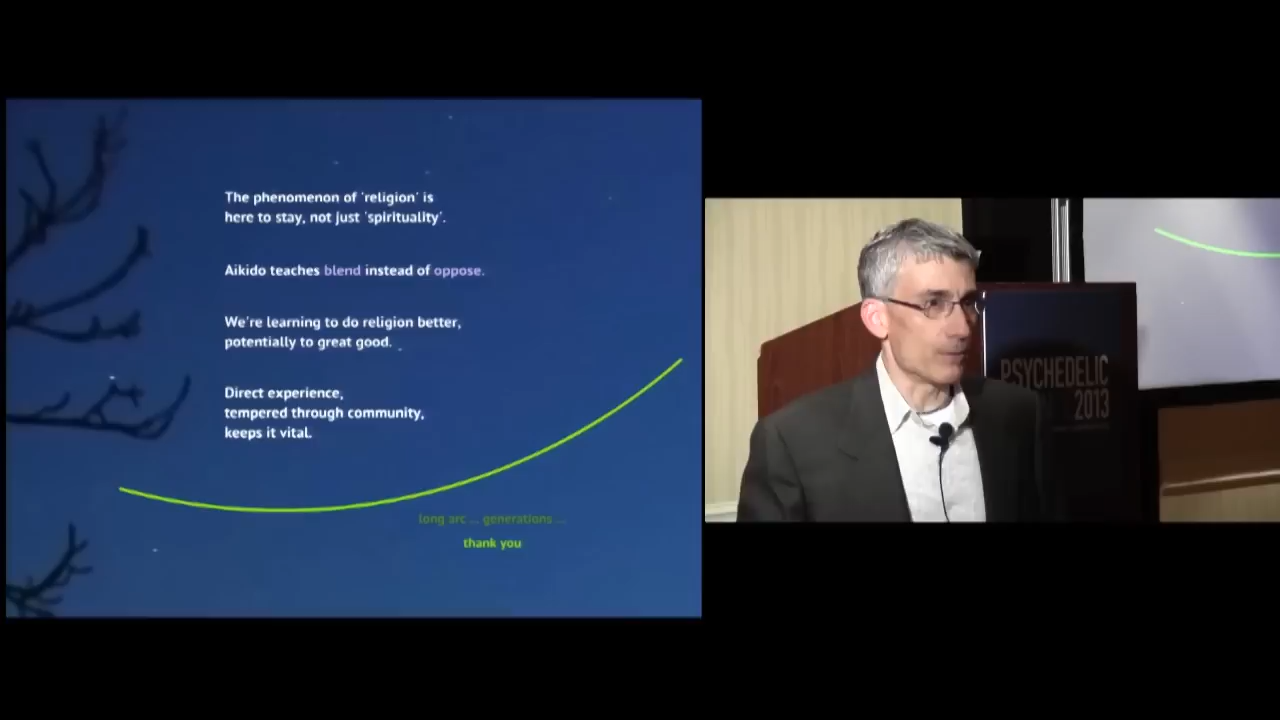 The phenomenon of 'religion' is
here to stay, not just 'spirituality'.
Aikido teaches blend instead of oppose.
We're learning to do religion better,
potentially to great good.
Direct experience,
tempered through community,
keeps it vital.
long arc ... generations ...
thank you
PSYCHEDELIC
2013